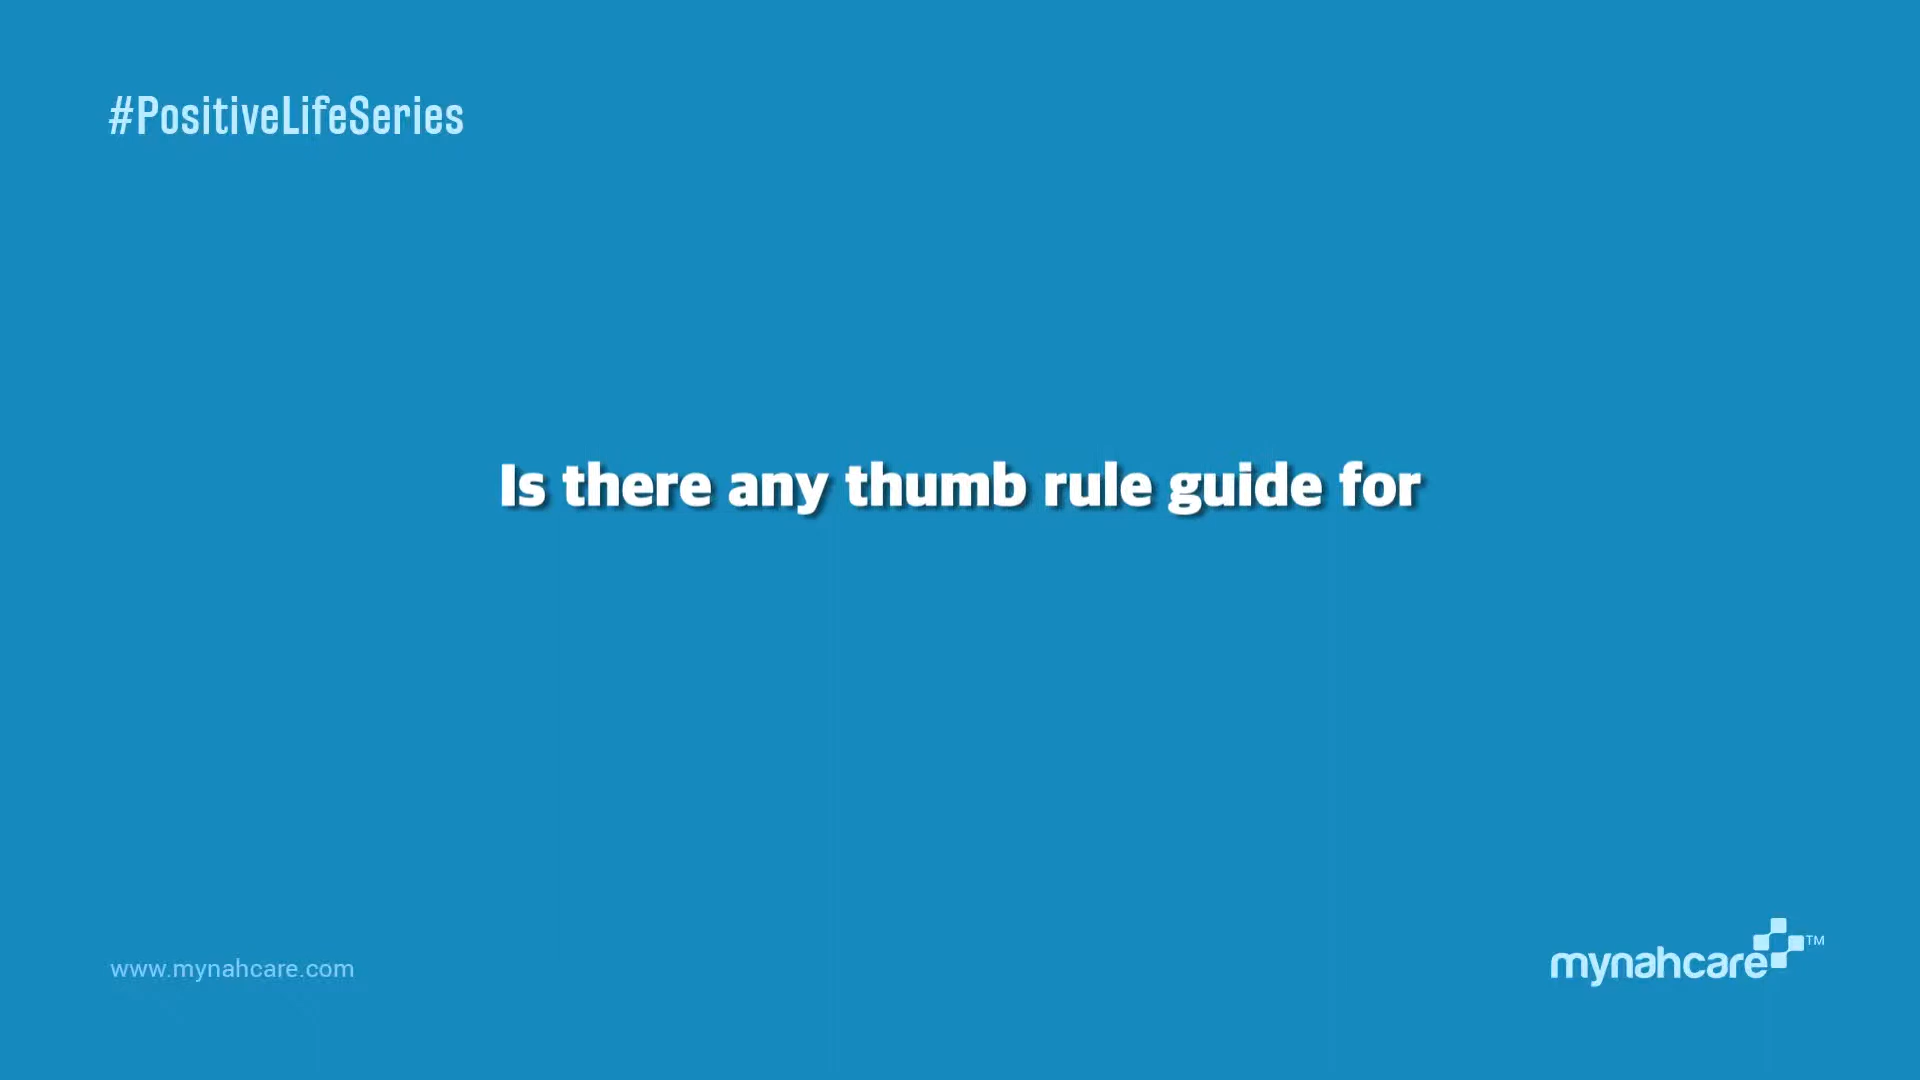 #PositiveLifeSeries
Is there any thumb rule guide for
www.mynahcare.com
mynahcare™